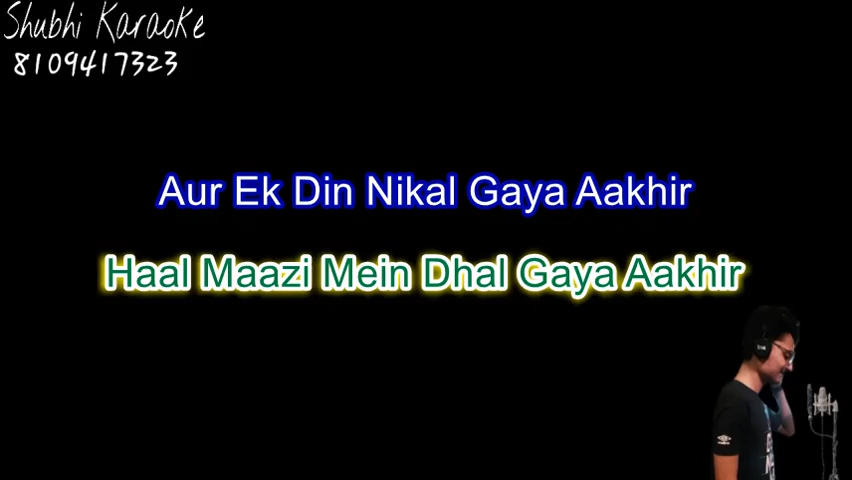 Shubhi Karaoke
8109417323
Aur Ek Din Nikal Gaya Aakhir
Haal Maazi Mein Dhal Gaya Aakhir